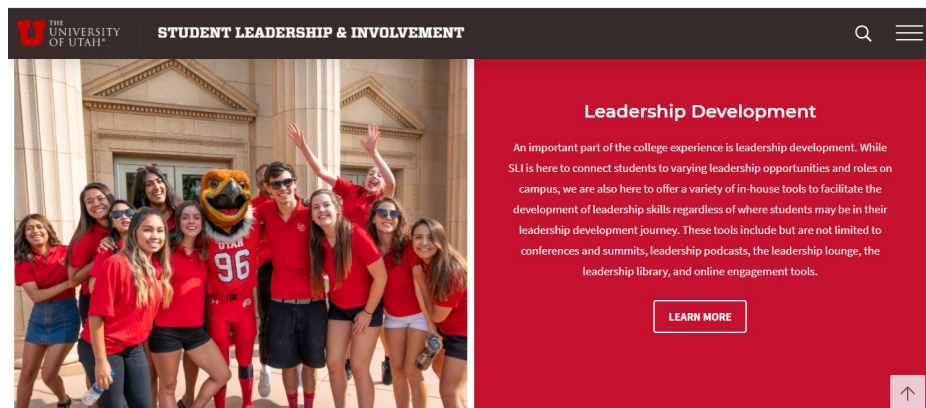 THE
UNIVERSITY
OF UTAH®
STUDENT LEADERSHIP & INVOLVEMENT
UTAH
96
Leadership Development
An important part of the college experience is leadership development. While
SLI is here to connect students to varying leadership opportunities and roles on
campus, we are also here to offer a variety of in-house tools to facilitate the
development of leadership skills regardless of where students may be in their
leadership development journey. These tools include but are not limited to
conferences and summits, leadership podcasts, the leadership lounge, the
leadership library, and online engagement tools.
LEARN MORE